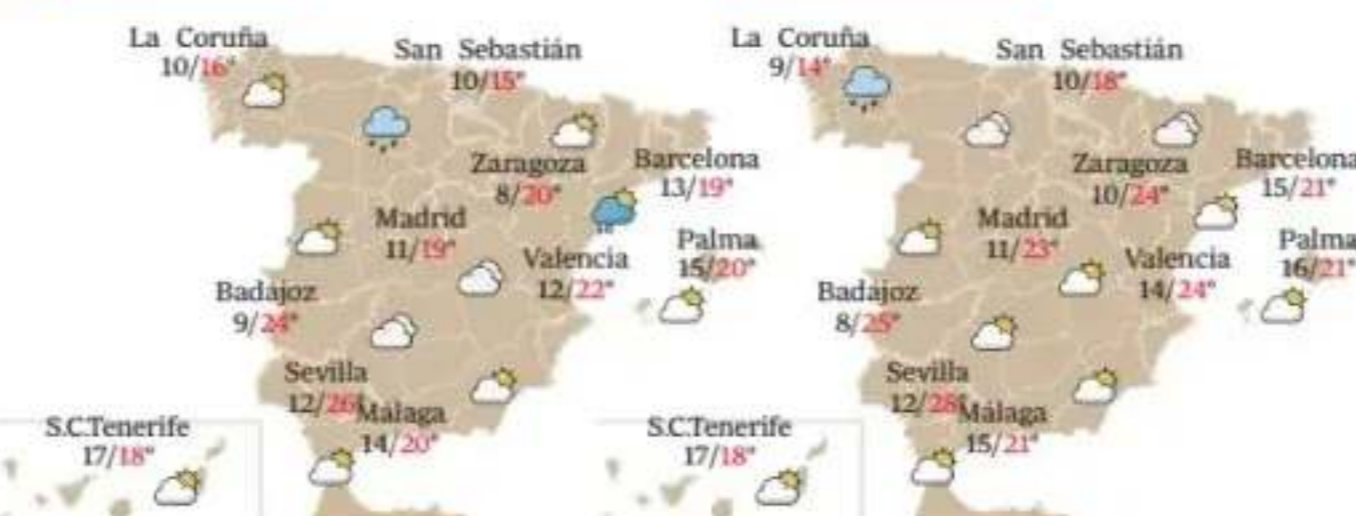 La Coruña
10/16°
San Sebastián
10/15°
Zaragoza
8/20°
Barcelona
13/19°
Madrid
11/19°
Valencia
12/22°
Palma
15/20°
Badajoz
9/24°
Sevilla
12/26°
Málaga
14/20°
S.C.Tenerife
17/18°
La Coruña
9/14°
San Sebastián
10/18°
Zaragoza
10/24°
Barcelona
15/21°
Madrid
11/23°
Valencia
14/24°
Palma
16/21°
Badajoz
8/25°
Sevilla
12/28°
Málaga
15/21°
S.C.Tenerife
17/18°